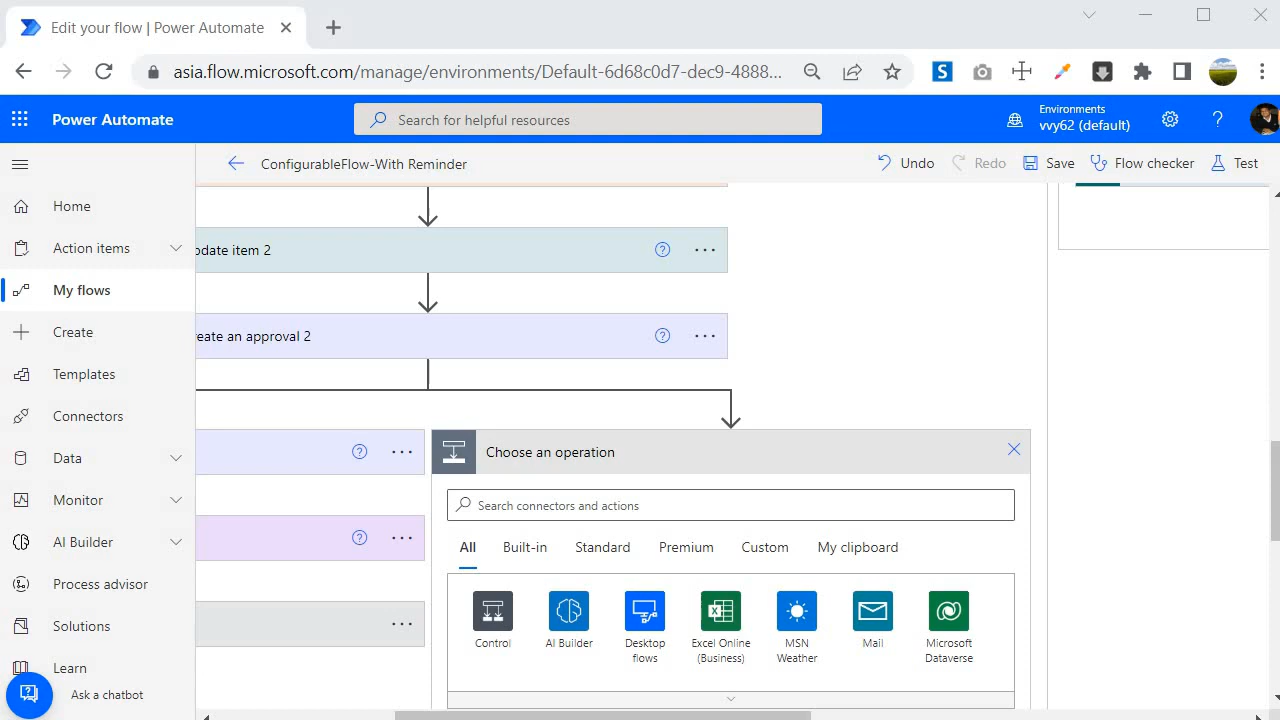 Edit your flow | Power Automate
asia.flow.microsoft.com/manage/environments/Default-6d68c0d7-dec9-4883...
Power Automate
Search for helpful resources
Environments
vvy62 (default)
ConfigurableFlow-With Reminder
Undo
Redo
Save
Flow checker
Test
Home
Action items
My flows
Create
Templates
Connectors
Data
Monitor
AI Builder
Process advisor
Solutions
Learn
Ask a chatbot
pdate item 2
eate an approval 2
Choose an operation
Search connectors and actions
All Built-in Standard Premium Custom My clipboard
Control
AI Builder
Desktop
flows
Excel Online
(Business)
MSN
Weather
Mail
Microsoft
Dataverse